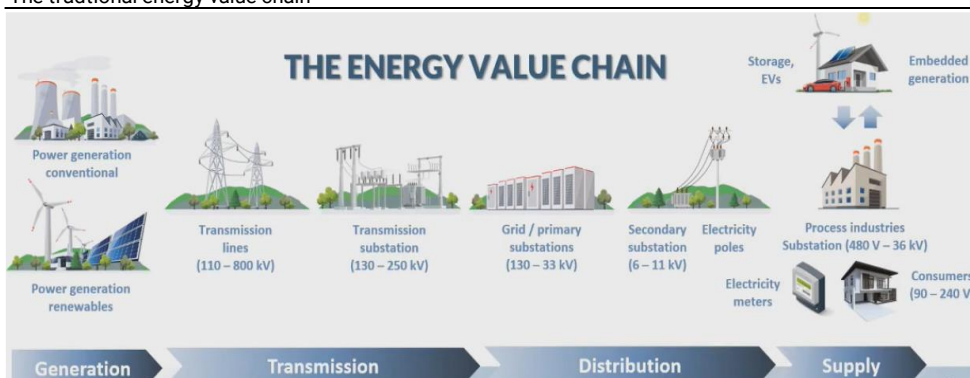 The tradtional energy value chain
THE ENERGY VALUE CHAIN
Storage,
EVs
Embedded
generation
Power generation
conventional
Power generation
renewables
Transmission
lines
(110 – 800 kV)
Transmission
substation
(130 – 250 kV)
Grid / primary
substations
(130 – 33 kV)
Secondary
substation
(6 – 11 kV)
Electricity
poles
Process industries
Substation (480 V – 36 kV)
Electricity
meters
Consumers
(90 – 240 V
Generation
Transmission
Distribution
Supply